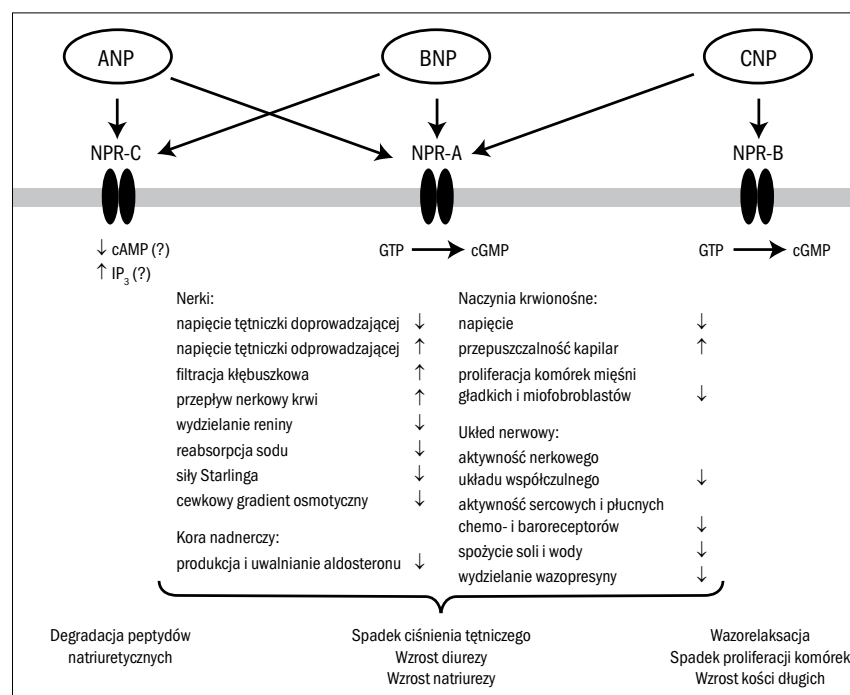 ANP BNP CNP
NPR-C NPR-A NPR-B
↓ cAMP (?)
↑ IP₃ (?)
GTP → cGMP
GTP → cGMP
Nerki:
napięcie tętniczki doprowadzającej ↓
napięcie tętniczki odprowadzającej ↑
filtracja kłębuszkowa ↑
przepływ nerkowy krwi ↑
wydzielanie reniny ↓
reabsorpcja sodu ↓
siły Starlinga ↓
cewkowy gradient osmotyczny ↓
Kora nadnerczy:
produkcja i uwalnianie aldosteronu ↓
Naczynia krwionośne:
napięcie ↓
przepuszczalność kapilar ↑
proliferacja komórek mięśni
gładkich i miofobroblastów ↓
Układ nerwowy:
aktywność nerkowego
układu współczulnego ↓
aktywność sercowych i płucnych
chemo- i baroreceptorów ↓
spożycie soli i wody ↓
wydzielanie wazopresyny ↓
Degradacja peptydów
natriuretycznych
Spadek ciśnienia tętniczego
Wzrost diurezy
Wzrost natriurezy
Wazorelaksacja
Spadek proliferacji komórek
Wzrost kości długich